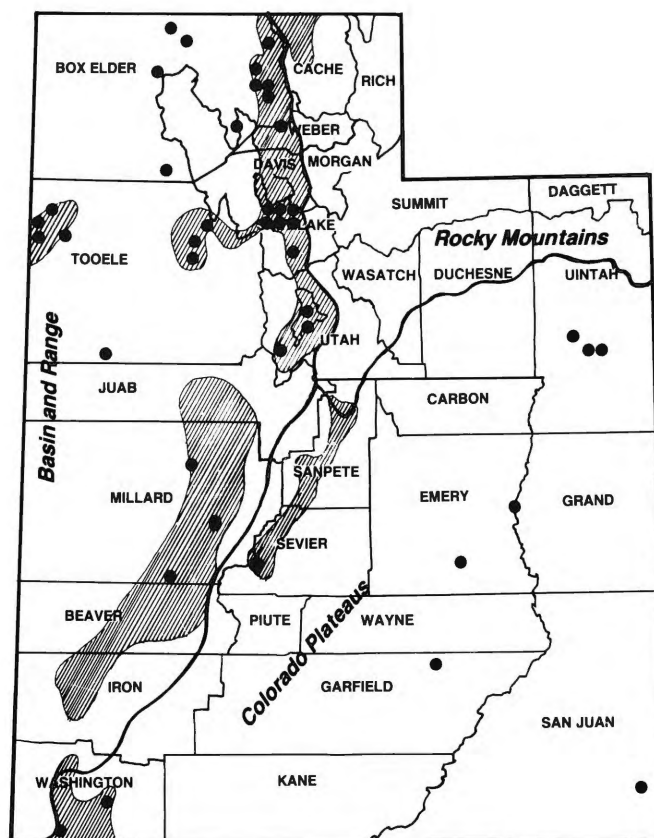 BOX ELDER
CACHE
RICH
WEBER
DAVIS
MORGAN
SUMMIT
DAGGETT
LAKE
Rocky Mountains
TOOELE
WASATCH
DUCHESNE
UINTAH
UTAH
Basin and Range
JUAB
CARBON
SANPETE
MILLARD
EMERY
GRAND
SEVIER
BEAVER
PIUTE
WAYNE
Colorado Plateaus
IRON
GARFIELD
SAN JUAN
WASHINGTON
KANE